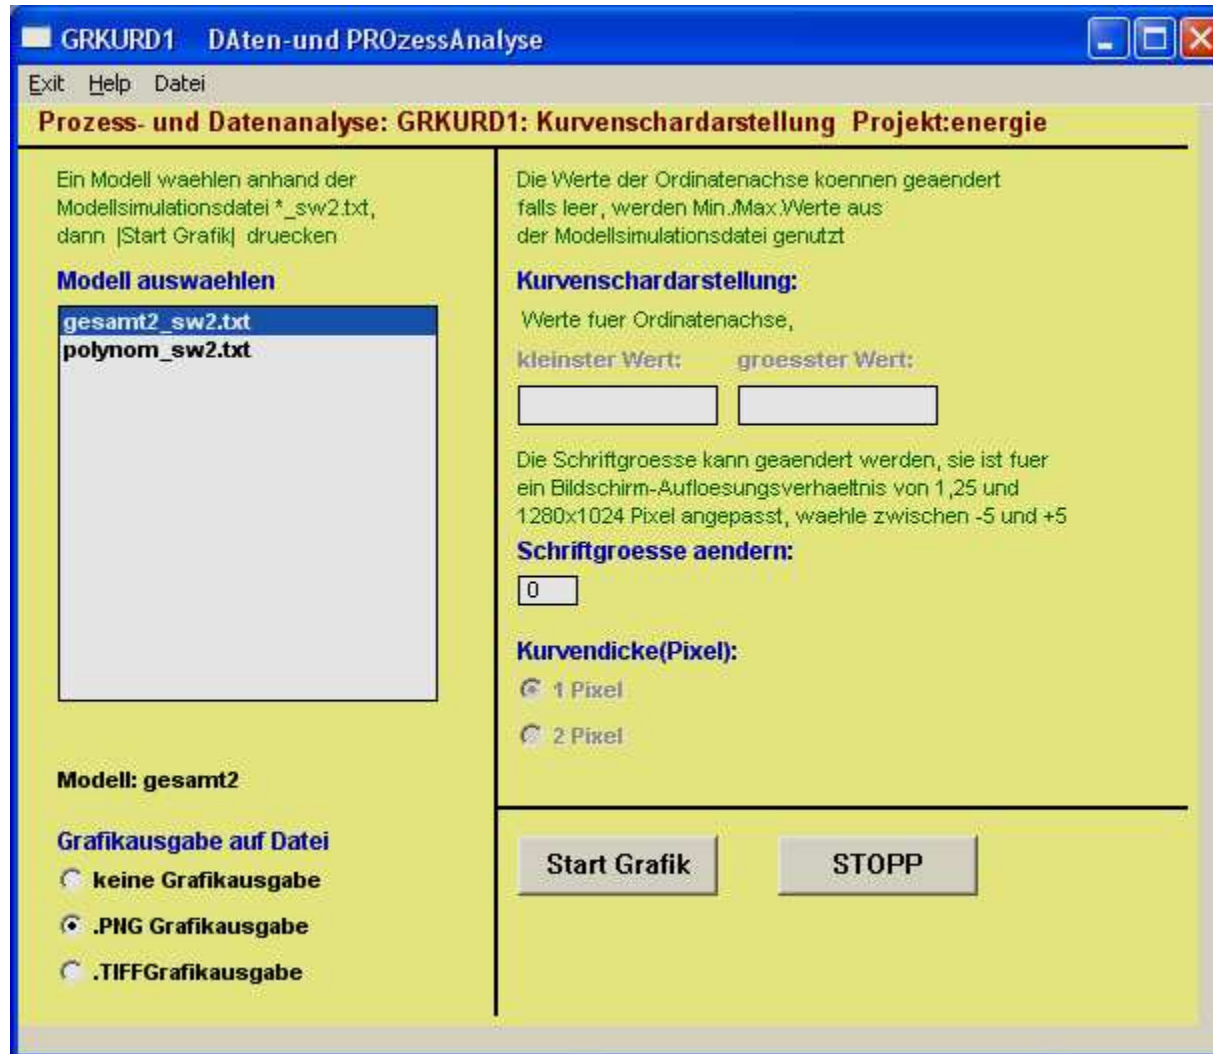 GRKURD1 DAten-und PROzessAnalyse
Exit Help Datei
Prozess- und Datenanalyse: GRKURD1: Kurvenschardarstellung Projekt:energie
Ein Modell waehlen anhand der
Modellsimulationsdatei *_sw2.txt,
dann |Start Grafik| druecken
Modell auswaehlen
gesamt2_sw2.txt
polynom_sw2.txt
Modell: gesamt2
Grafikausgabe auf Datei
keine Grafikausgabe
.PNG Grafikausgabe
.TIFFGrafikausgabe
Die Werte der Ordinatenachse koennen geaendert
falls leer, werden Min./Max.Werte aus
der Modellsimulationsdatei genutzt
Kurvenschardarstellung:
Werte fuer Ordinatenachse,
kleinster Wert: groesster Wert:
Die Schriftgroesse kann geaendert werden, sie ist fuer
ein Bildschirm-Aufloesungsverhaeltnis von 1,25 und
1280x1024 Pixel angepasst, waehle zwischen -5 und +5
Schriftgroesse aendern:
0
Kurvendicke(Pixel):
1 Pixel
2 Pixel
Start Grafik STOPP